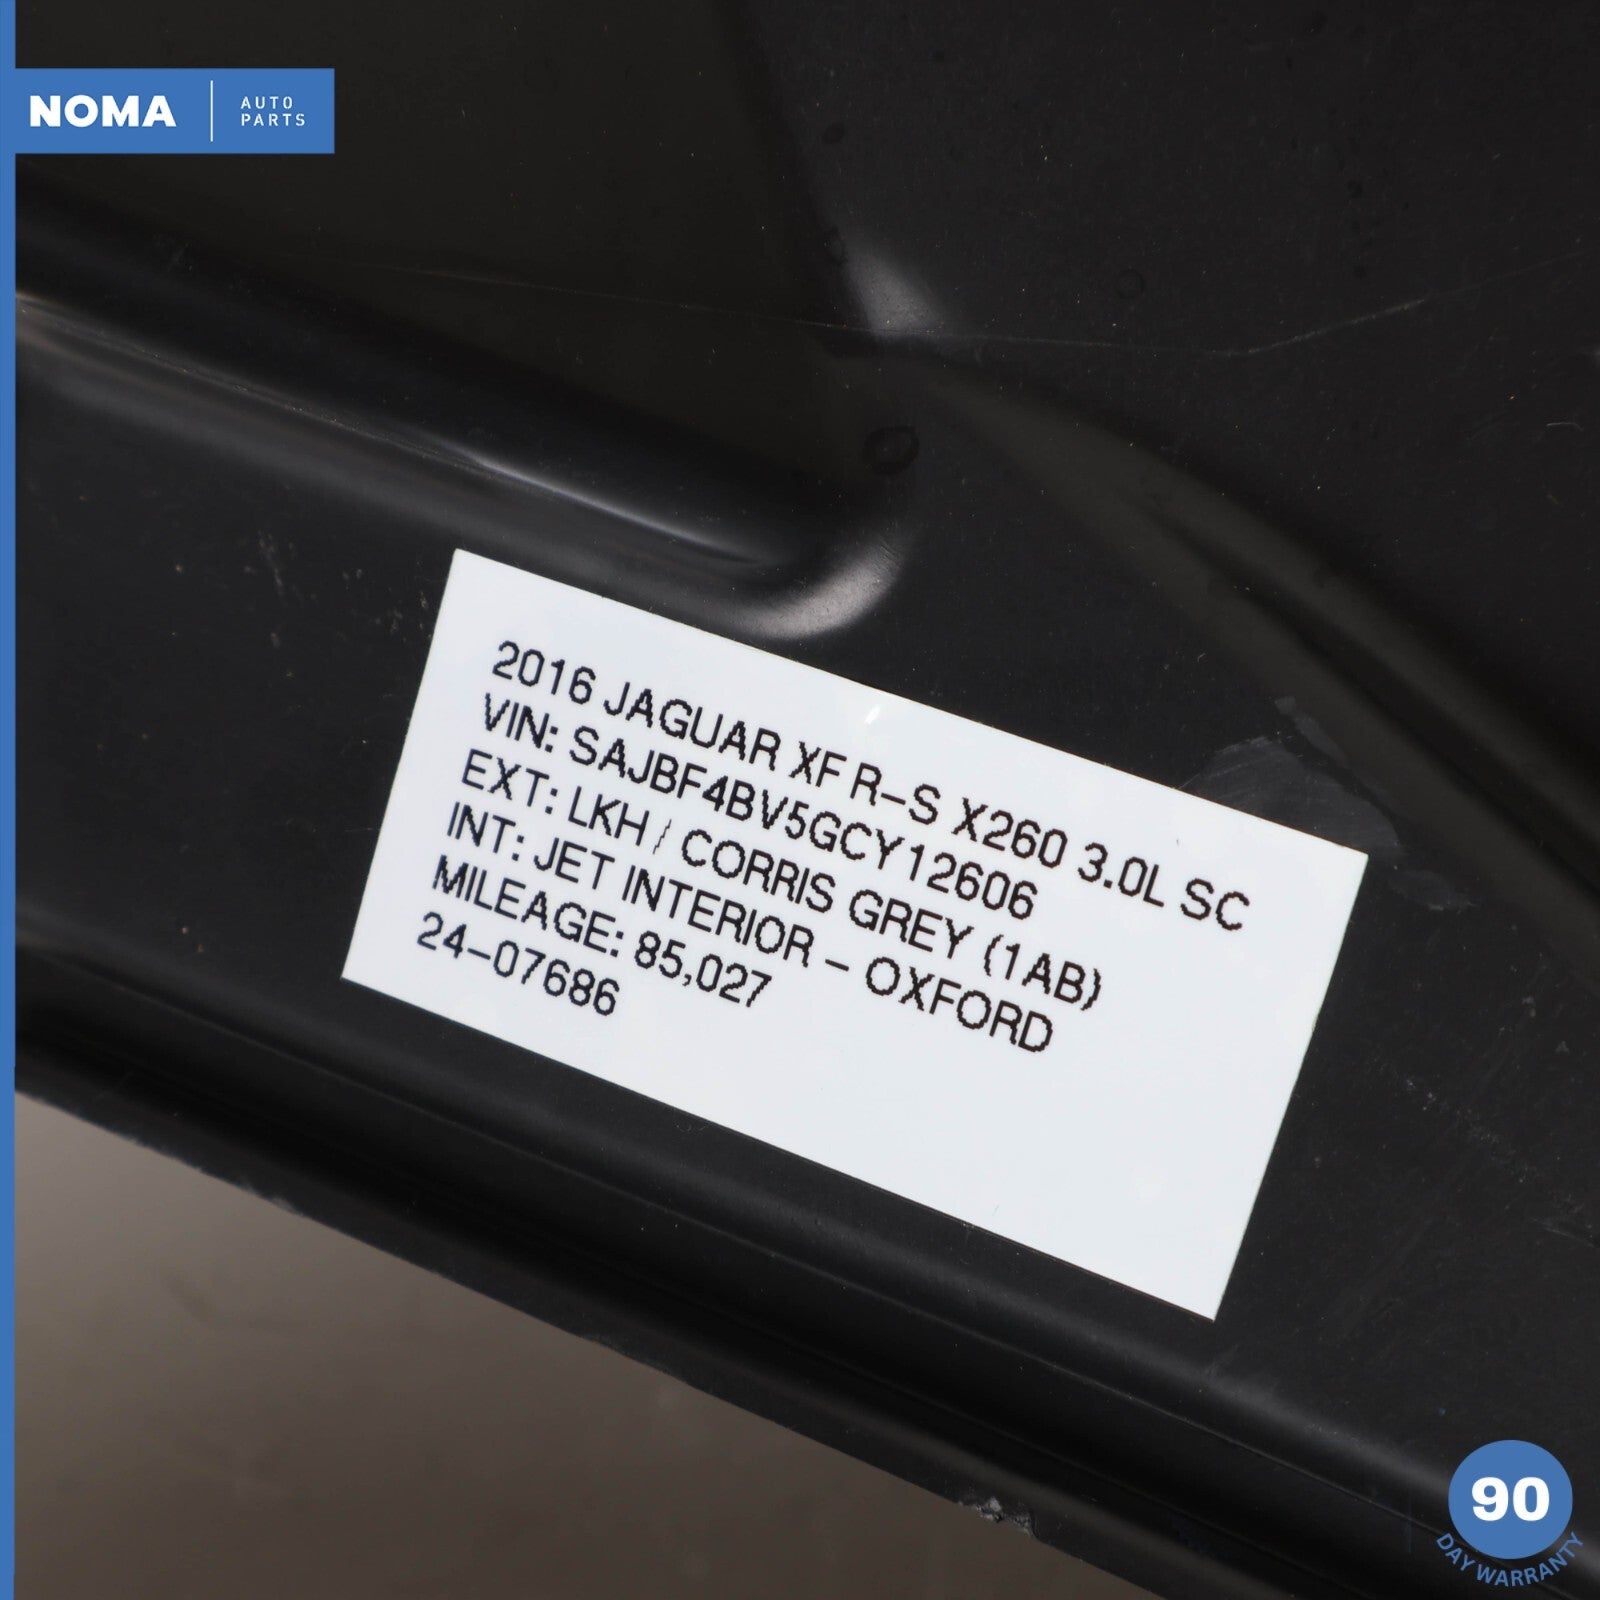 NOMA
AUTO
PARTS
2016 JAGUAR XF R-S X260 3.0L SC
VIN: SAJBF4BV5GCY12606
EXT: LKH / CORRIS GREY (1AB)
INT: JET INTERIOR - OXFORD
MILEAGE: 85,027
24-07686
90
DAY WARRANTY